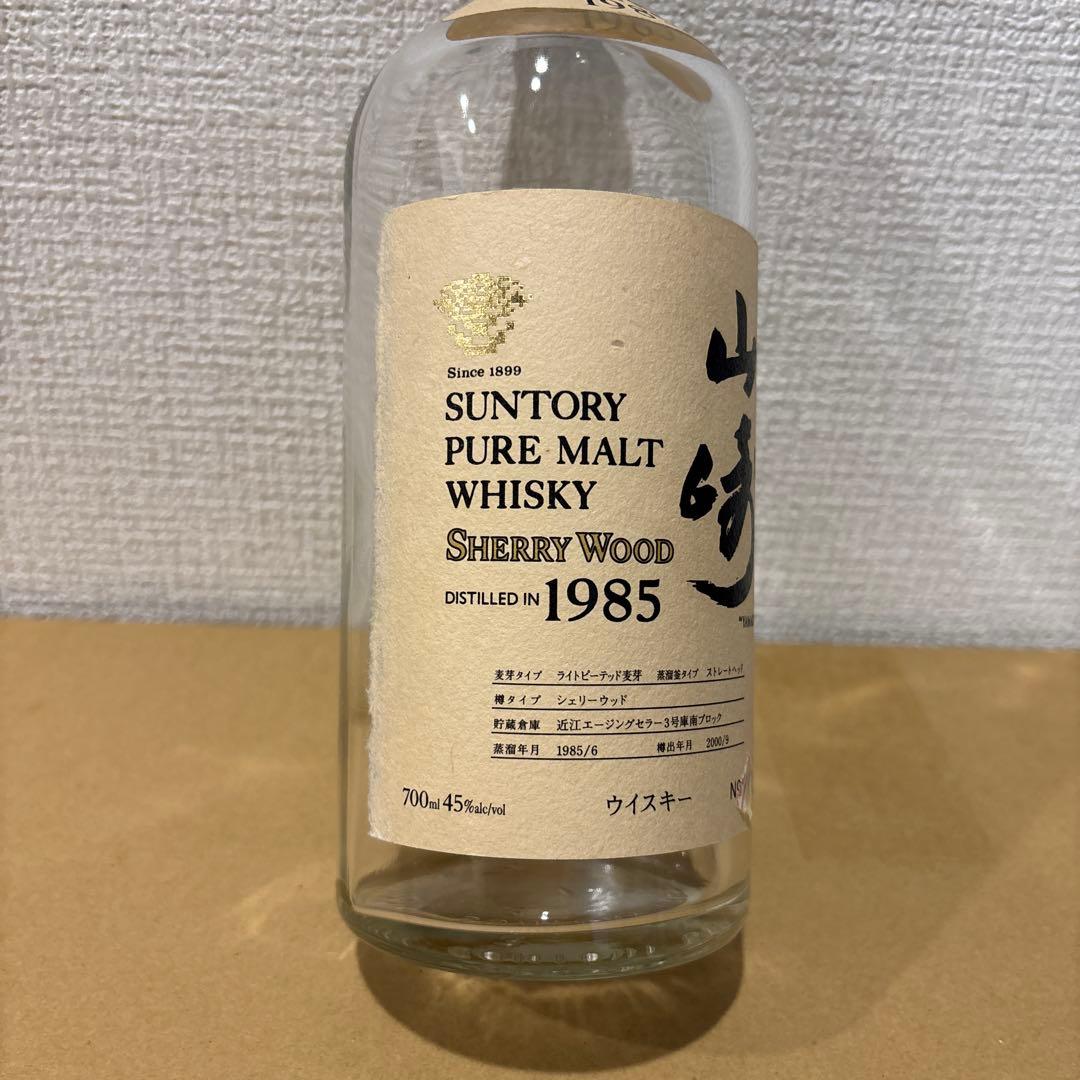 Since 1899
SUNTORY
PURE MALT
WHISKY
SHERRY WOOD
DISTILLED IN 1985
山崎
麦芽タイプ ライトピーテッド麦芽 蒸溜釜タイプ ストレートヘッド
樽タイプ シェリーウッド
貯蔵倉庫 近江エージングセラー3号庫南ブロック
蒸溜年月 1985/6 樽出年月 2000/9
700ml 45%alc/vol ウイスキー